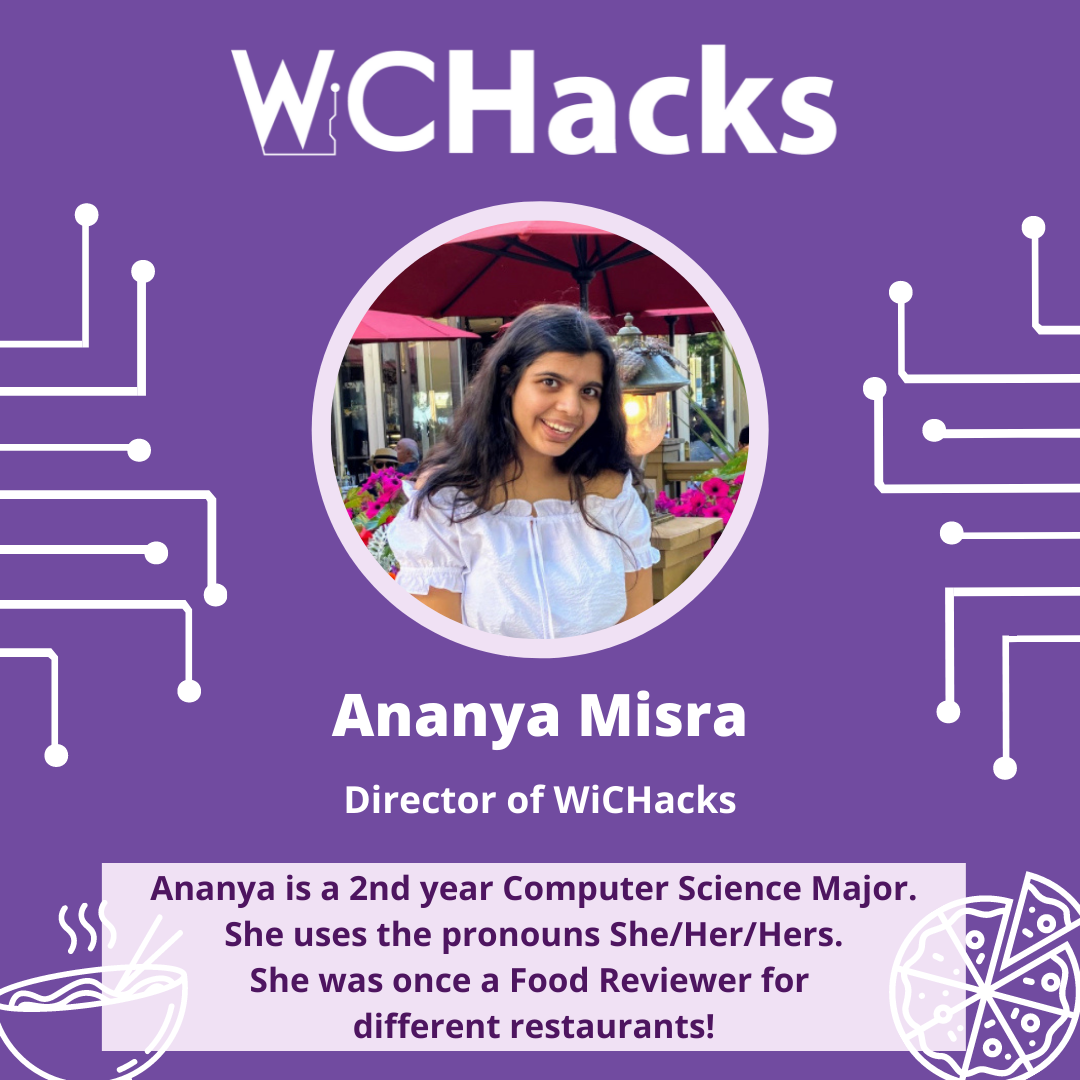 WiCHacks
Ananya Misra
Director of WiCHacks
Ananya is a 2nd year Computer Science Major.
She uses the pronouns She/Her/Hers.
She was once a Food Reviewer for
different restaurants!